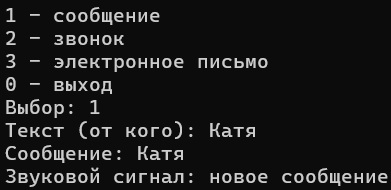 1 – сообщение
2 – звонок
3 – электронное письмо
0 – выход
Выбор: 1
Текст (от кого): Катя
Сообщение: Катя
Звуковой сигнал: новое сообщение